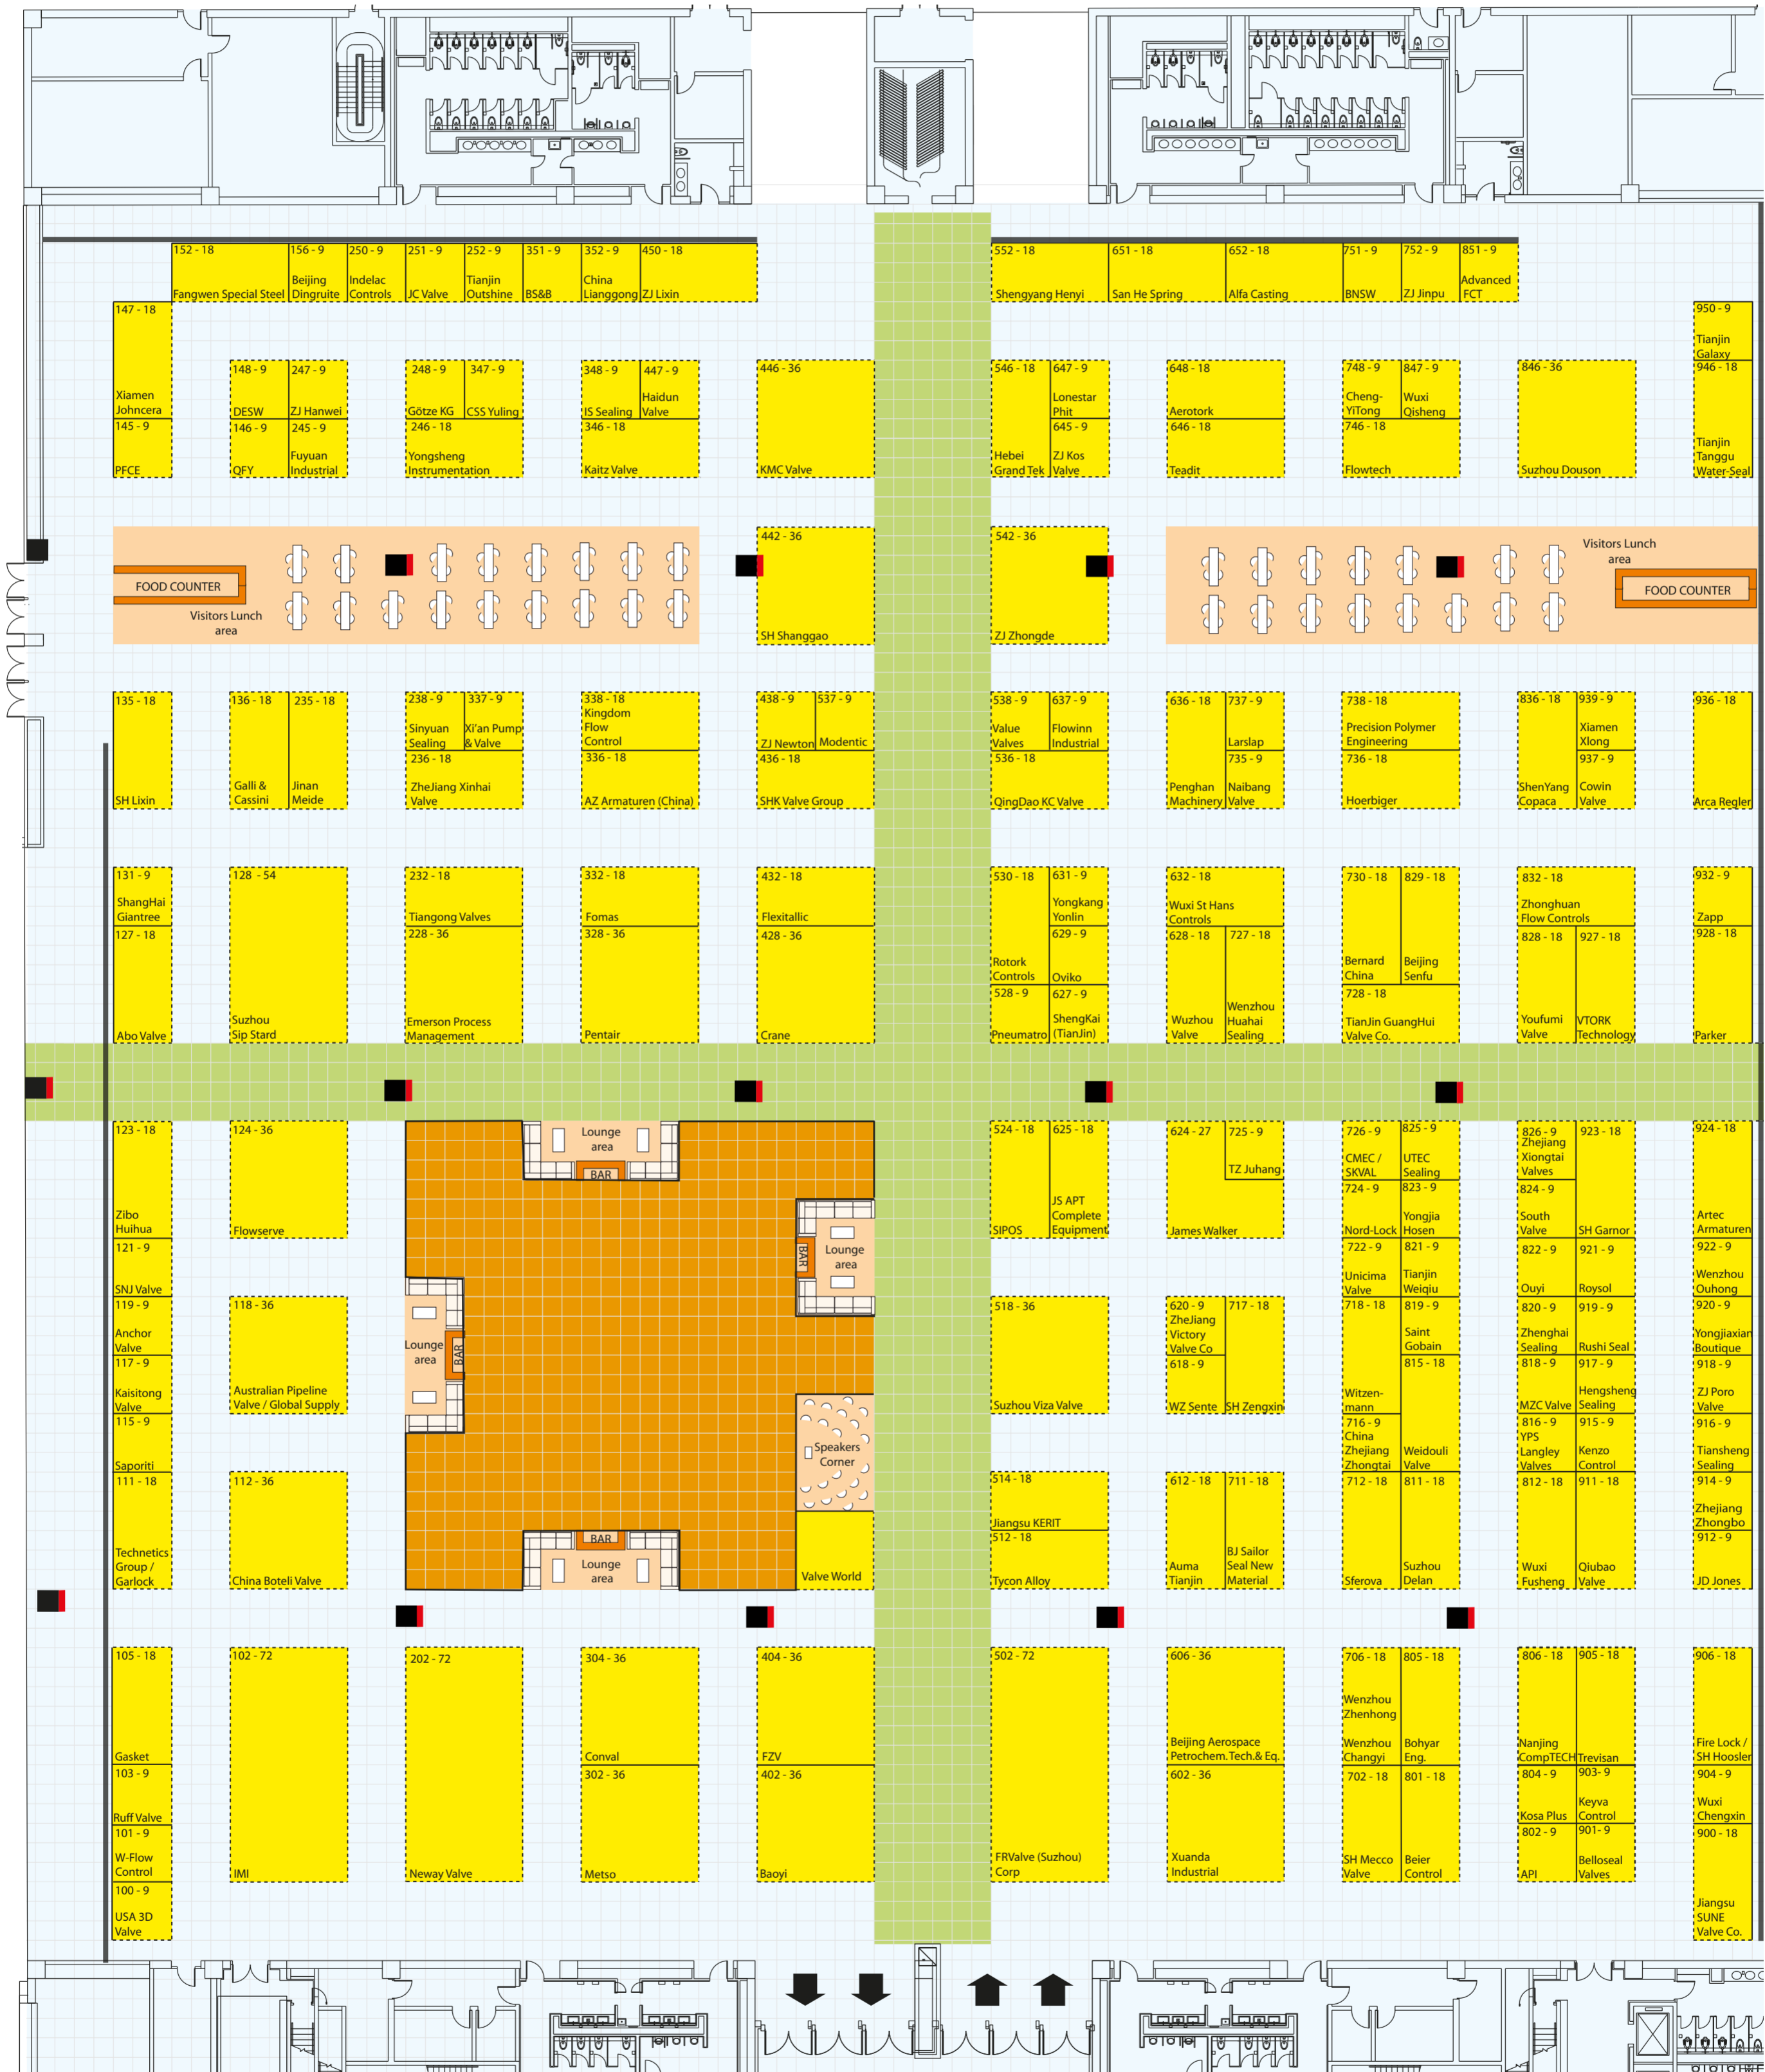 152 - 18
Fangwen Special Steel
156 - 9
Beijing
Dingruite
250 - 9
Indelac
Controls
251 - 9
JC Valve
252 - 9
Tianjin
Outshine
351 - 9
BS&B
352 - 9
China
Lianggong
450 - 18
ZJ Lixin
552 - 18
Shengyang Henyi
651 - 18
San He Spring
652 - 18
Alfa Casting
751 - 9
BNSW
752 - 9
ZJ Jinpu
851 - 9
Advanced
FCT
147 - 18
Xiamen
Johncera
145 - 9
PFCE
148 - 9
DESW
247 - 9
ZJ Hanwei
146 - 9
QFY
245 - 9
Fuyuan
Industrial
248 - 9
Götze KG
347 - 9
CSS Yuling
246 - 18
Yongsheng
Instrumentation
348 - 9
IS Sealing
447 - 9
Haidun
Valve
346 - 18
Kaitz Valve
446 - 36
KMC Valve
546 - 18
Hebei
Grand Tek
647 - 9
Lonestar
Phit
645 - 9
ZJ Kos
Valve
648 - 18
Aerotork
646 - 18
Teadit
748 - 9
Cheng-
YiTong
847 - 9
Wuxi
Qisheng
746 - 18
Flowtech
846 - 36
Suzhou Douson
950 - 9
Tianjin
Galaxy
946 - 18
Tianjin
Tanggu
Water-Seal
FOOD COUNTER
Visitors Lunch
area
442 - 36
SH Shanggao
542 - 36
ZJ Zhongde
Visitors Lunch
area
FOOD COUNTER
135 - 18
SH Lixin
136 - 18
Galli &
Cassini
235 - 18
Jinan
Meide
238 - 9
Sinyuan
Sealing
337 - 9
Xi'an Pump
& Valve
236 - 18
ZheJiang Xinhai
Valve
338 - 18
Kingdom
Flow
Control
336 - 18
AZ Armaturen (China)
438 - 9
ZJ Newton
537 - 9
Modentic
436 - 18
SHK Valve Group
538 - 9
Value
Valves
637 - 9
Flowinn
Industrial
536 - 18
QingDao KC Valve
636 - 18
Penghan
Machinery
737 - 9
Larslap
735 - 9
Naibang
Valve
738 - 18
Precision Polymer
Engineering
736 - 18
Hoerbiger
836 - 18
ShenYang
Copaca
939 - 9
Xiamen
Xlong
937 - 9
Cowin
Valve
936 - 18
Arca Regler
131 - 9
ShangHai
Giantree
127 - 18
Abo Valve
128 - 54
Suzhou
Sip Stard
232 - 18
Tiangong Valves
228 - 36
Emerson Process
Management
332 - 18
Fomas
328 - 36
Pentair
432 - 18
Flexitallic
428 - 36
Crane
530 - 18
Rotork
Controls
631 - 9
Yongkang
Yonlin
629 - 9
Oviko
528 - 9
Pneumatro
627 - 9
ShengKai
(TianJin)
632 - 18
Wuxi St Hans
Controls
628 - 18
Wuzhou
Valve
727 - 18
Wenzhou
Huahai
Sealing
730 - 18
Bernard
China
829 - 18
Beijing
Senfu
728 - 18
TianJin GuangHui
Valve Co.
832 - 18
Zhonghuan
Flow Controls
828 - 18
Youfumi
Valve
927 - 18
VTORK
Technology
932 - 9
Zapp
928 - 18
Parker
123 - 18
Zibo
Huihua
121 - 9
SNJ Valve
119 - 9
Anchor
Valve
117 - 9
Kaisitong
Valve
115 - 9
Saporiti
111 - 18
Technetics
Group /
Garlock
124 - 36
Flowserve
118 - 36
Australian Pipeline
Valve / Global Supply
112 - 36
China Boteli Valve
Lounge
area
BAR
BAR
Lounge
area
Lounge
area
BAR
Speakers
Corner
BAR
Lounge
area
Valve World
524 - 18
SIPOS
625 - 18
JS APT
Complete
Equipment
624 - 27
James Walker
725 - 9
TZ Juhang
518 - 36
Suzhou Viza Valve
620 - 9
ZheJiang
Victory
Valve Co
618 - 9
WZ Sente
717 - 18
SH Zengxin
514 - 18
Jiangsu KERIT
512 - 18
Tycon Alloy
612 - 18
Auma
Tianjin
711 - 18
BJ Sailor
Seal New
Material
726 - 9
CMEC /
SKVAL
825 - 9
UTEC
Sealing
724 - 9
Nord-Lock
823 - 9
Yongjia
Hosen
722 - 9
Unicima
Valve
821 - 9
Tianjin
Weiqiu
718 - 18
Witzen-
mann
819 - 9
Saint
Gobain
815 - 18
Weidouli
Valve
716 - 9
China
Zhejiang
Zhongtai
712 - 18
Sferova
811 - 18
Suzhou
Delan
826 - 9
Zhejiang
Xiongtai
Valves
923 - 18
SH Garnor
824 - 9
South
Valve
822 - 9
Ouyi
921 - 9
Roysol
820 - 9
Zhenghai
Sealing
919 - 9
Rushi Seal
818 - 9
MZC Valve
917 - 9
Hengsheng
Sealing
816 - 9
YPS
Langley
Valves
915 - 9
Kenzo
Control
812 - 18
Wuxi
Fusheng
911 - 18
Qiubao
Valve
924 - 18
Artec
Armaturen
922 - 9
Wenzhou
Ouhong
920 - 9
Yongjiaxian
Boutique
918 - 9
ZJ Poro
Valve
916 - 9
Tiansheng
Sealing
914 - 9
Zhejiang
Zhongbo
912 - 9
JD Jones
105 - 18
Gasket
103 - 9
Ruff Valve
101 - 9
W-Flow
Control
100 - 9
USA 3D
Valve
102 - 72
IMI
202 - 72
Neway Valve
304 - 36
Conval
302 - 36
Metso
404 - 36
FZV
402 - 36
Baoyi
502 - 72
FRValve (Suzhou)
Corp
606 - 36
Beijing Aerospace
Petrochem. Tech.& Eq.
602 - 36
Xuanda
Industrial
706 - 18
Wenzhou
Zhenhong
Wenzhou
Changyi
805 - 18
Bohyar
Eng.
702 - 18
SH Mecco
Valve
801 - 18
Beier
Control
806 - 18
Nanjing
CompTECH
905 - 18
Trevisan
804 - 9
Kosa Plus
903- 9
Keyva
Control
802 - 9
API
901- 9
Belloseal
Valves
906 - 18
Fire Lock /
SH Hoosler
904 - 9
Wuxi
Chengxin
900 - 18
Jiangsu
SUNE
Valve Co.